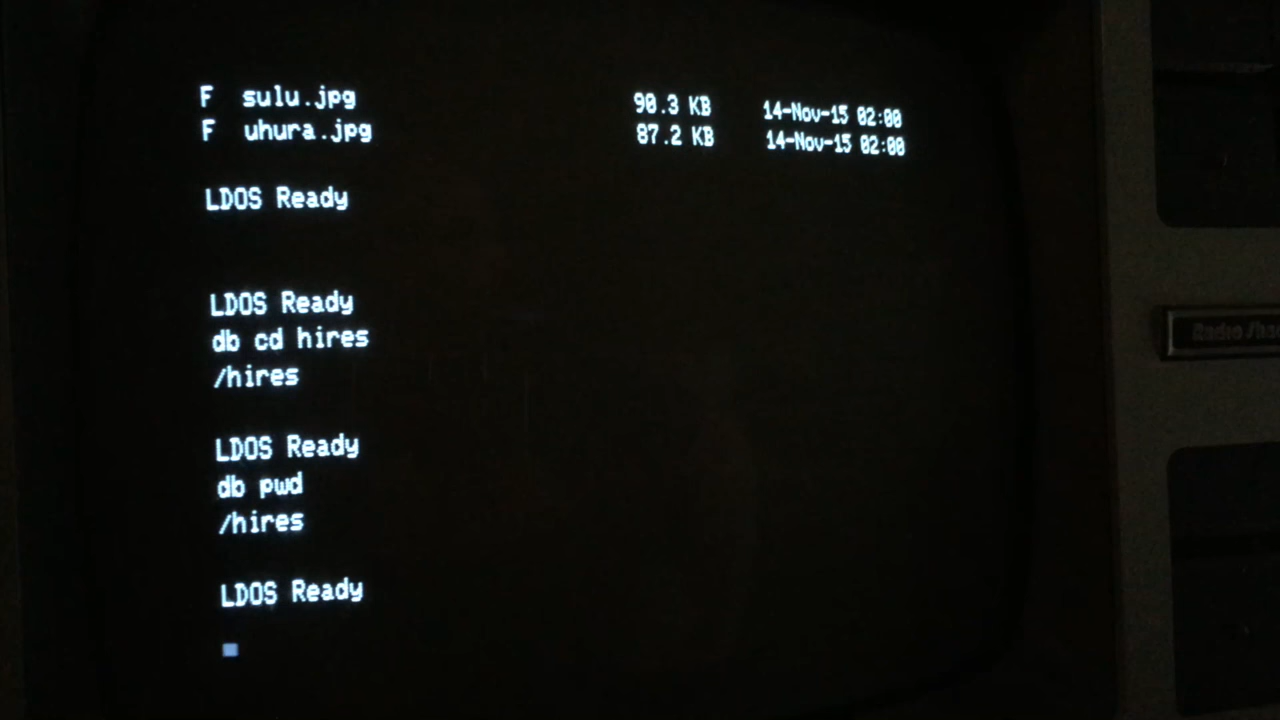 F sulu.jpg 90.3 KB 14-Nov-15 02:00
F uhura.jpg 87.2 KB 14-Nov-15 02:00
LDOS Ready
LDOS Ready
db cd hires
/hires
LDOS Ready
db pwd
/hires
LDOS Ready
Radio